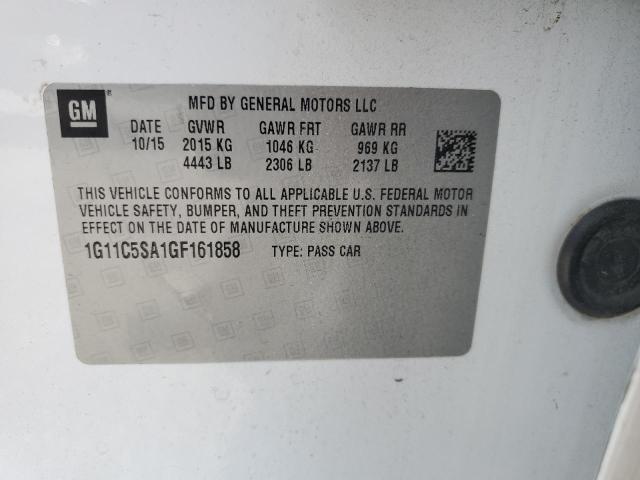 GM® MFD BY GENERAL MOTORS LLC
DATE GVWR GAWR FRT GAWR RR
10/15 2015 KG 1046 KG 969 KG
4443 LB 2306 LB 2137 LB
THIS VEHICLE CONFORMS TO ALL APPLICABLE U.S. FEDERAL MOTOR
VEHICLE SAFETY, BUMPER, AND THEFT PREVENTION STANDARDS IN
EFFECT ON THE DATE OF MANUFACTURE SHOWN ABOVE.
1G11C5SA1GF161858 TYPE: PASS CAR